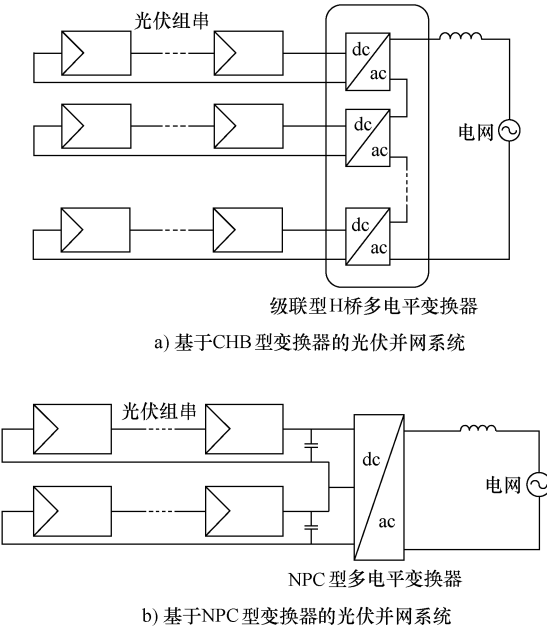 光伏组串
dc
ac
dc
ac
电网
dc
ac
级联型H桥多电平变换器
a) 基于CHB型变换器的光伏并网系统
光伏组串
dc
ac
电网
NPC型多电平变换器
b) 基于NPC型变换器的光伏并网系统